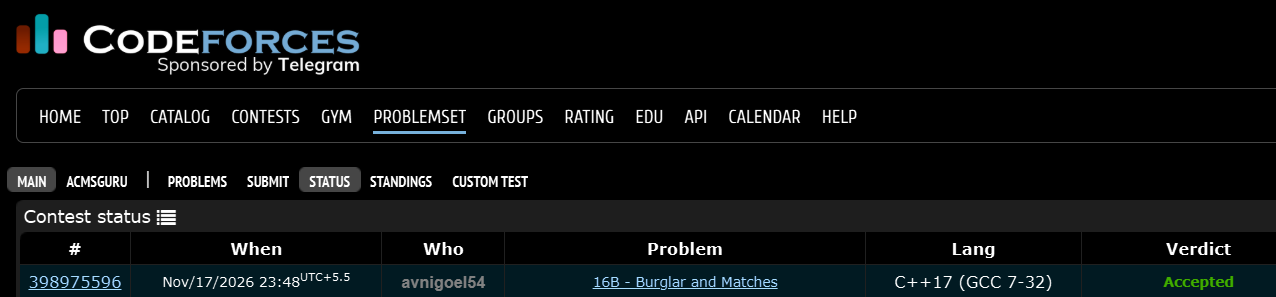 CODEFORCES
Sponsored by Telegram
HOME TOP CATALOG CONTESTS GYM PROBLEMSET GROUPS RATING EDU API CALENDAR HELP
MAIN ACMSGURU | PROBLEMS SUBMIT STATUS STANDINGS CUSTOM TEST
Contest status
# When Who Problem Lang Verdict
398975596 Nov/17/2026 23:48UTC+5.5 avnigoel54 16B - Burglar and Matches C++17 (GCC 7-32) Accepted